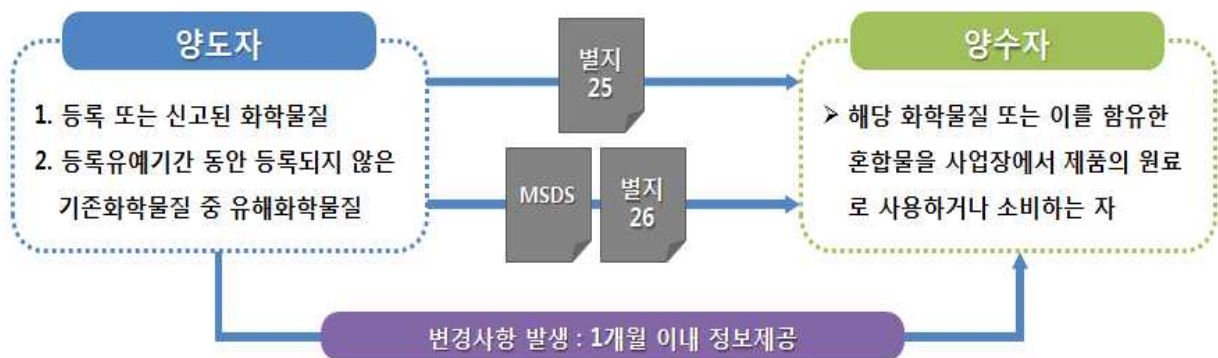 양도자
1. 등록 또는 신고된 화학물질
2. 등록유예기간 동안 등록되지 않은
기존화학물질 중 유해화학물질
별지
25
MSDS
별지
26
양수자
➢ 해당 화학물질 또는 이를 함유한
혼합물을 사업장에서 제품의 원료
로 사용하거나 소비하는 자
변경사항 발생 : 1개월 이내 정보제공